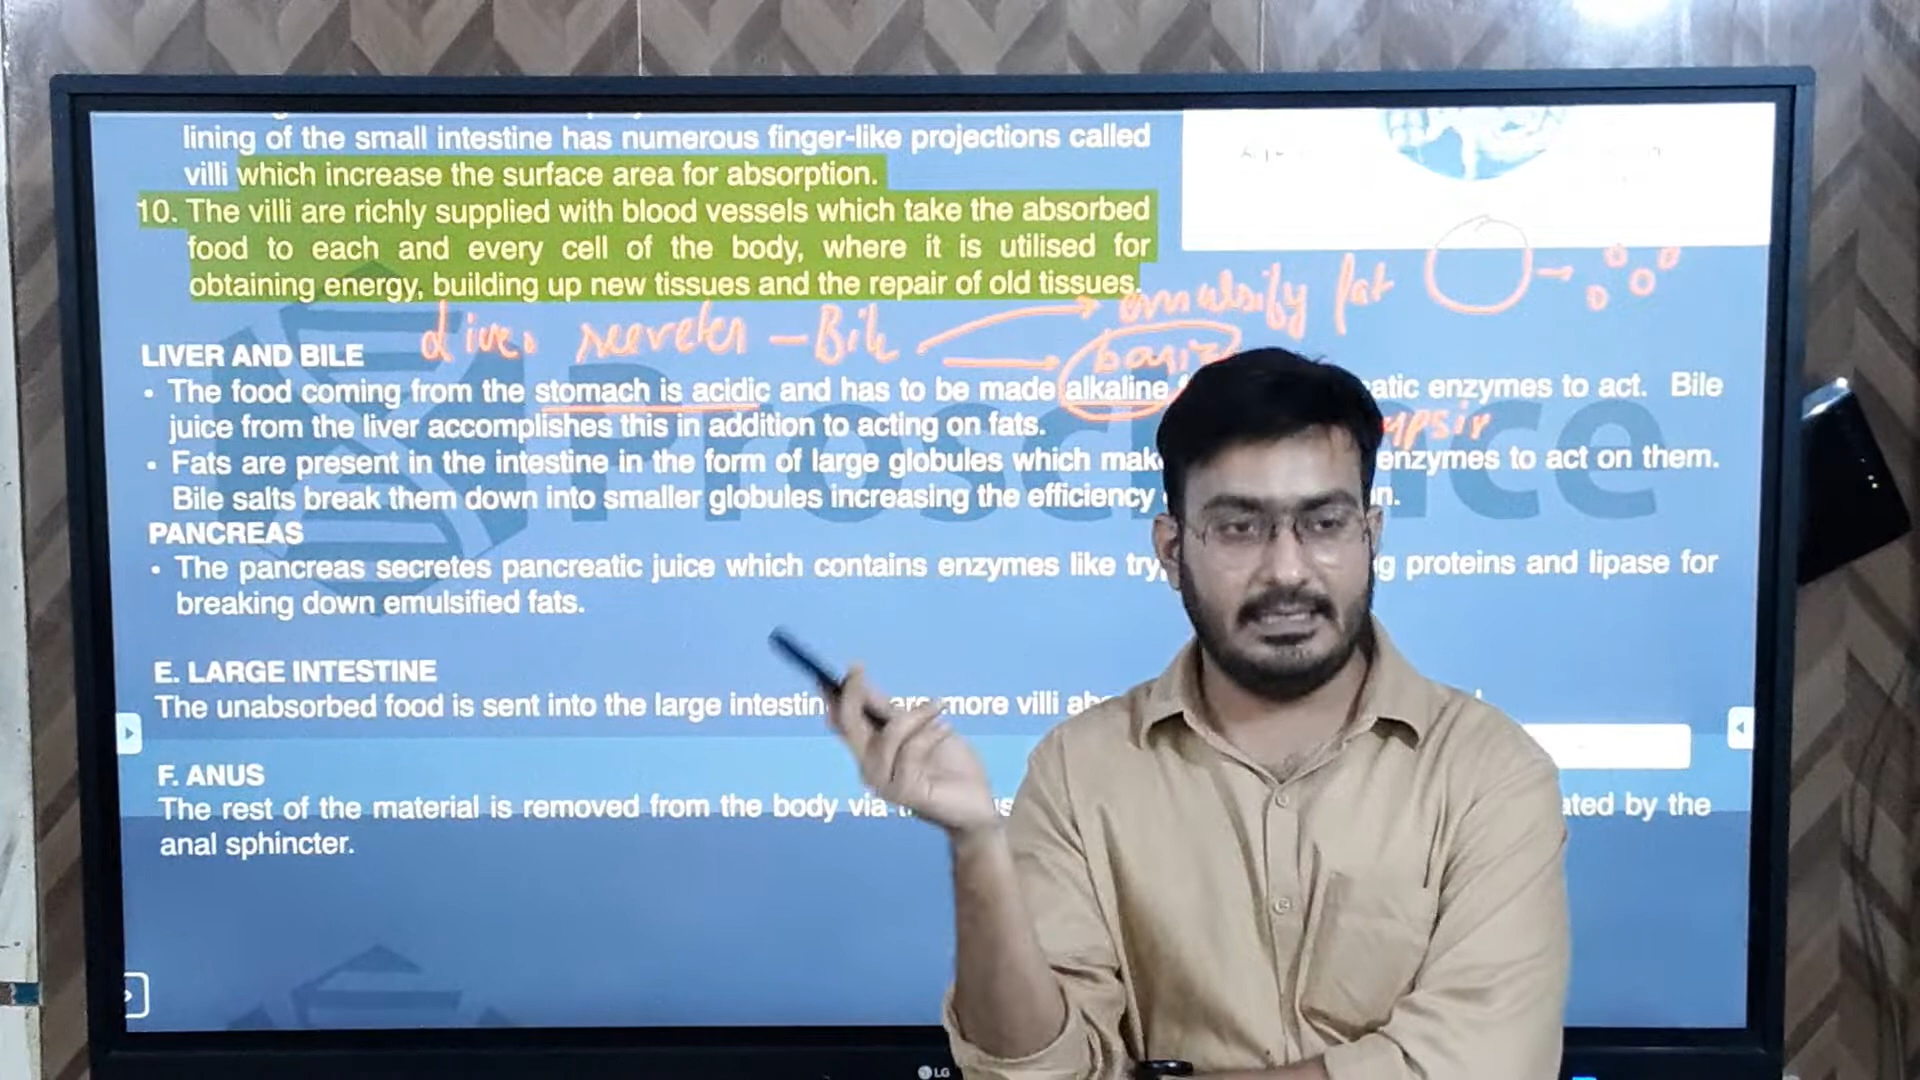 lining of the small intestine has numerous finger-like projections called
villi which increase the surface area for absorption.
10. The villi are richly supplied with blood vessels which take the absorbed
food to each and every cell of the body, where it is utilised for
obtaining energy, building up new tissues and the repair of old tissues.
emulsify fat
Liver secretes - Bile
basic
LIVER AND BILE
• The food coming from the stomach is acidic and has to be made alkaline atic enzymes to act. Bile
juice from the liver accomplishes this in addition to acting on fats.
ypsin
• Fats are present in the intestine in the form of large globules which mak enzymes to act on them.
Bile salts break them down into smaller globules increasing the efficiency n.
PANCREAS
• The pancreas secretes pancreatic juice which contains enzymes like try g proteins and lipase for
breaking down emulsified fats.
E. LARGE INTESTINE
The unabsorbed food is sent into the large intestin more villi
F. ANUS
The rest of the material is removed from the body via ated by the
anal sphincter.
LG